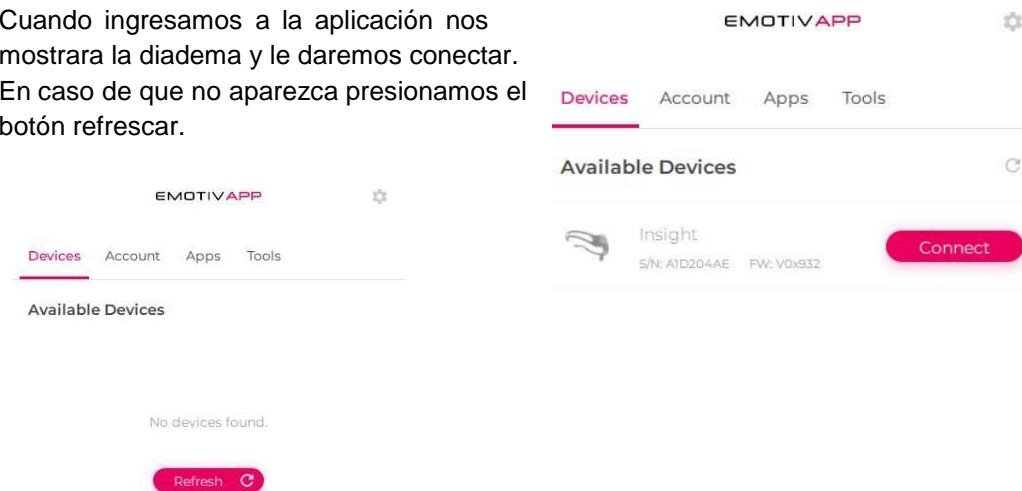 Cuando ingresamos a la aplicación nos
mostrara la diadema y le daremos conectar.
En caso de que no aparezca presionamos el
botón refrescar.
EMOTIVAPP
Devices Account Apps Tools
Available Devices
No devices found.
Refresh
EMOTIVAPP
Devices Account Apps Tools
Available Devices
Insight
Connect
S/N: A1D204AE FW: V0x932